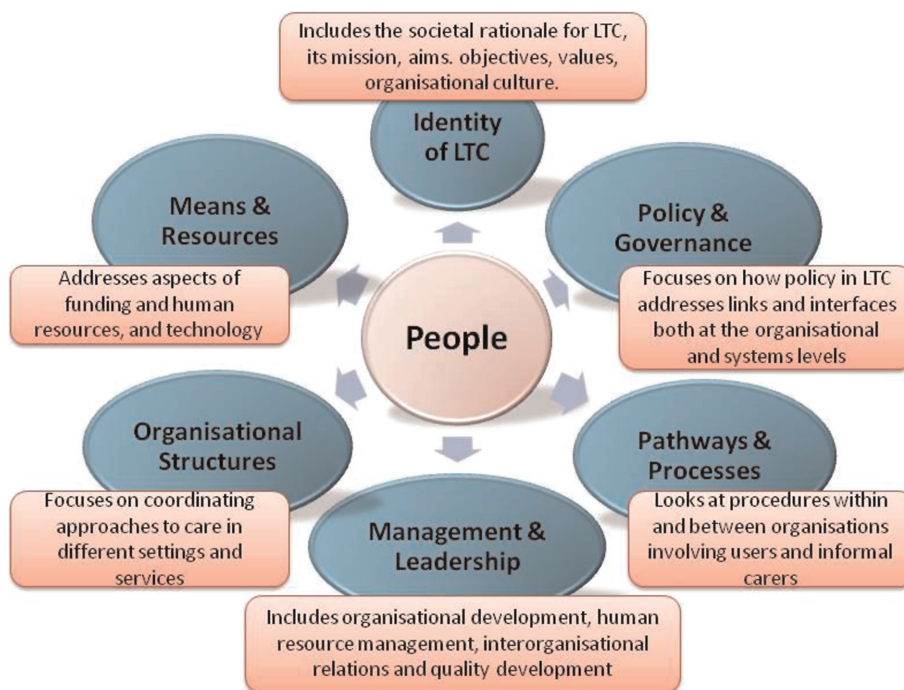 Includes the societal rationale for LTC,
its mission, aims. objectives, values,
organisational culture.
Identity
of LTC
Means &
Resources
Addresses aspects of
funding and human
resources, and technology
Policy &
Governance
Focuses on how policy in LTC
addresses links and interfaces
both at the organisational
and systems levels
People
Organisational
Structures
Focuses on coordinating
approaches to care in
different settings and
services
Pathways &
Processes
Looks at procedures within
and between organisations
involving users and informal
carers
Management &
Leadership
Includes organisational development, human
resource management, interorganisational
relations and quality development